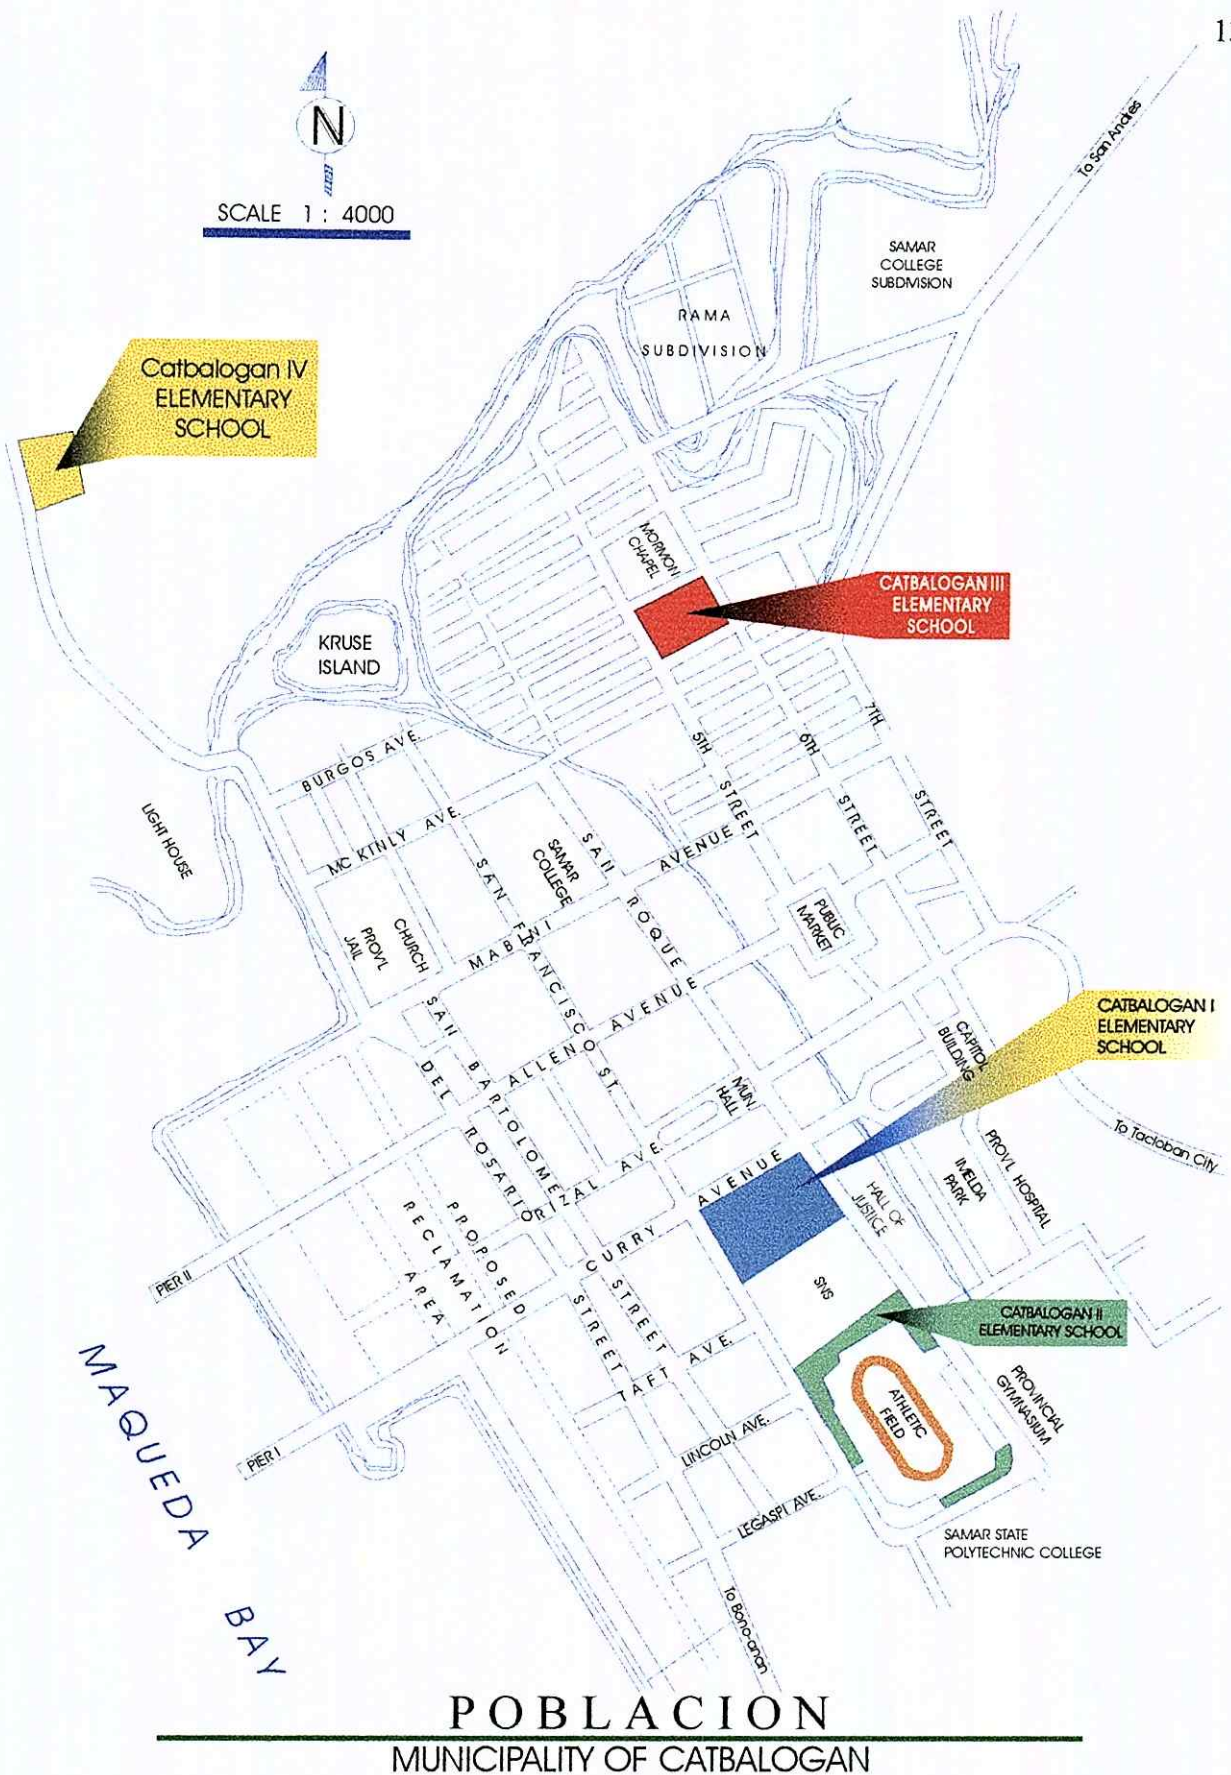 N
SCALE 1 : 4000
To San Andres
SAMAR
COLLEGE
SUBDIVISION
RAMA
SUBDIVISION
Catbalogan IV
ELEMENTARY
SCHOOL
MORMON
CHAPEL
CATBALOGAN III
ELEMENTARY
SCHOOL
KRUSE
ISLAND
BURGOS AVE.
LIGHT HOUSE
MC KINLY AVE.
5TH STREET
6TH STREET
7TH STREET
SAMAR
COLLEGE
SAN ROQUE
MABINI AVENUE
PUBLIC
MARKET
PROV'L
JAIL
CHURCH
SAN FRANCISCO ST.
ALLENO AVENUE
SAN BARTOLOME STREET
DEL ROSARIO STREET
CAPITOL
BUILDING
CATBALOGAN I
ELEMENTARY
SCHOOL
MUN.
HALL
RIZAL AVE.
To Tacloban City
PROV'L HOSPITAL
IMELDA
PARK
HALL OF
JUSTICE
CURRY AVENUE
PROPOSED
RECLAMATION
AREA
PIER II
SNS
CATBALOGAN II
ELEMENTARY SCHOOL
TAFT AVE.
ATHLETIC
FIELD
PROVINCIAL
GYMNASIUM
LINCOLN AVE.
PIER I
LEGASPI AVE.
SAMAR STATE
POLYTECHNIC COLLEGE
To Bono-anan
MAQUEDA BAY
POBLACION
MUNICIPALITY OF CATBALOGAN